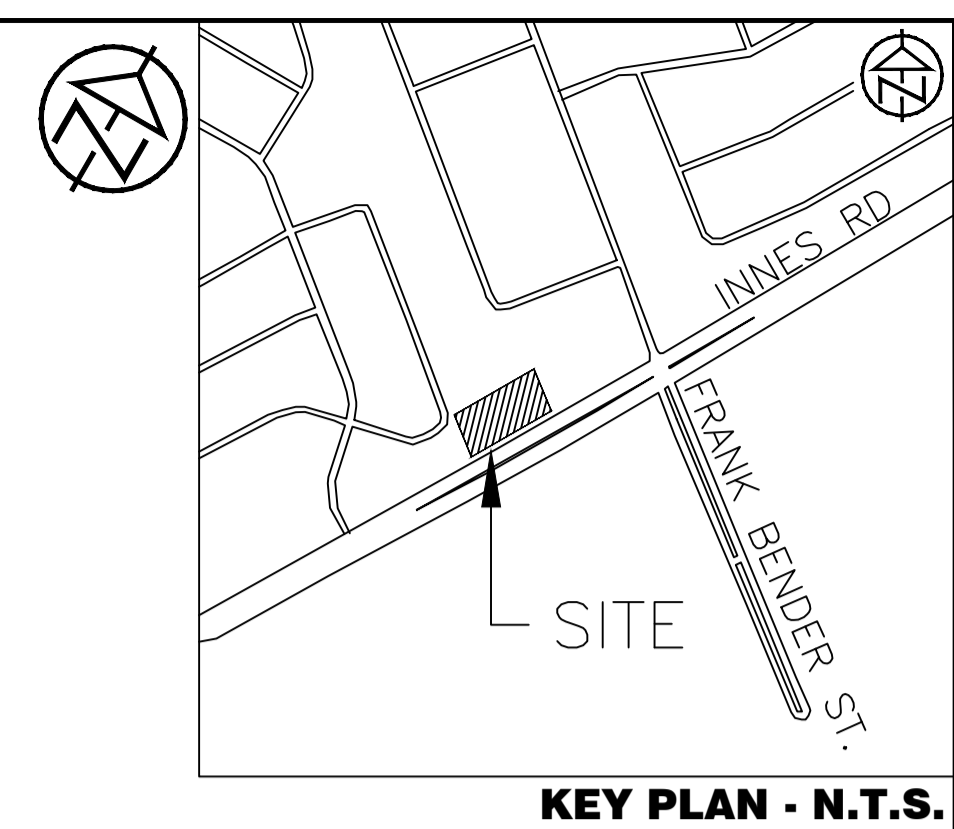 N
N
INNES RD
FRANK BENDER ST.
SITE
KEY PLAN - N.T.S.